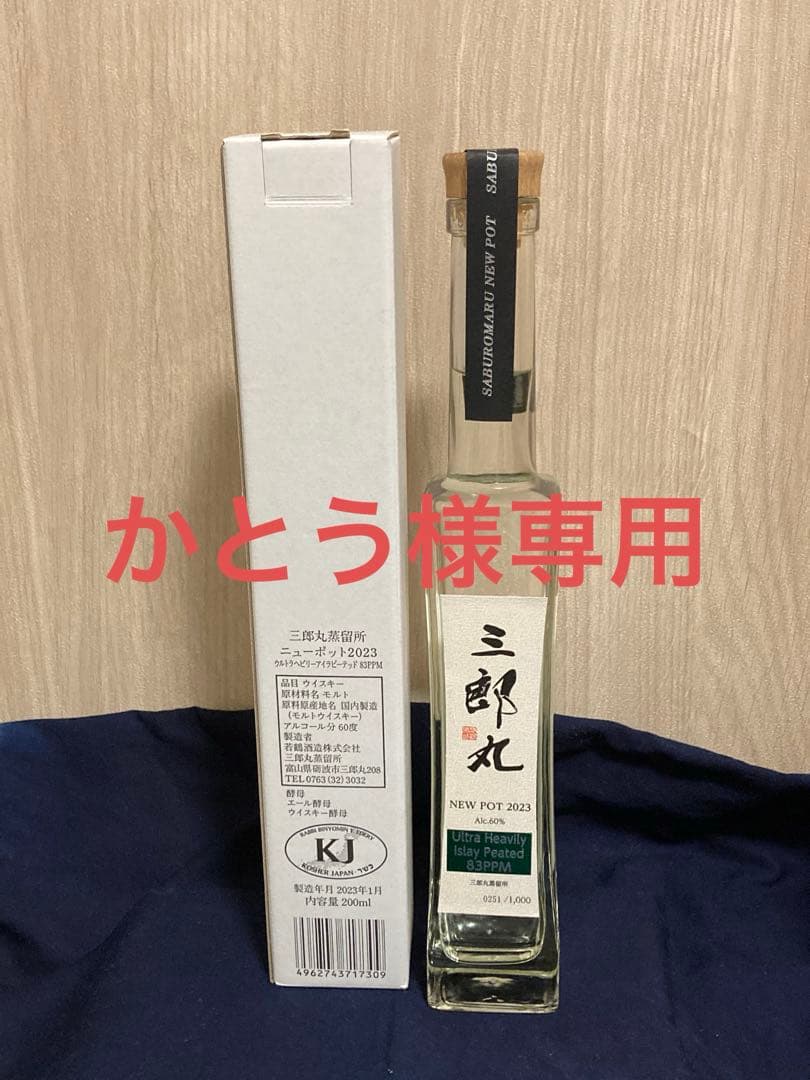 かとう様専用
三郎丸蒸留所
ニューポット2023
ウルトラヘビリーアイラピーテッド 83PPM
品目 ウイスキー
原材料名 モルト
原料原産地名 国内製造
(モルトウイスキー)
アルコール分 60度
製造者
若鶴酒造株式会社
三郎丸蒸留所
富山県砺波市三郎丸208
TEL0763(32)3032
酵母
エール酵母
ウイスキー酵母
RABBI BINYOMIN Y. EDERY
KJ
KOSHER JAPAN כשר
製造年月 2023年1月
内容量 200ml
4962743717309
SABUROMARU NEW POT
SABU
三郎丸
NEW POT 2023
Alc.60%
Ultra Heavily
Islay Peated
83PPM
三郎丸蒸留所
0251 /1,000